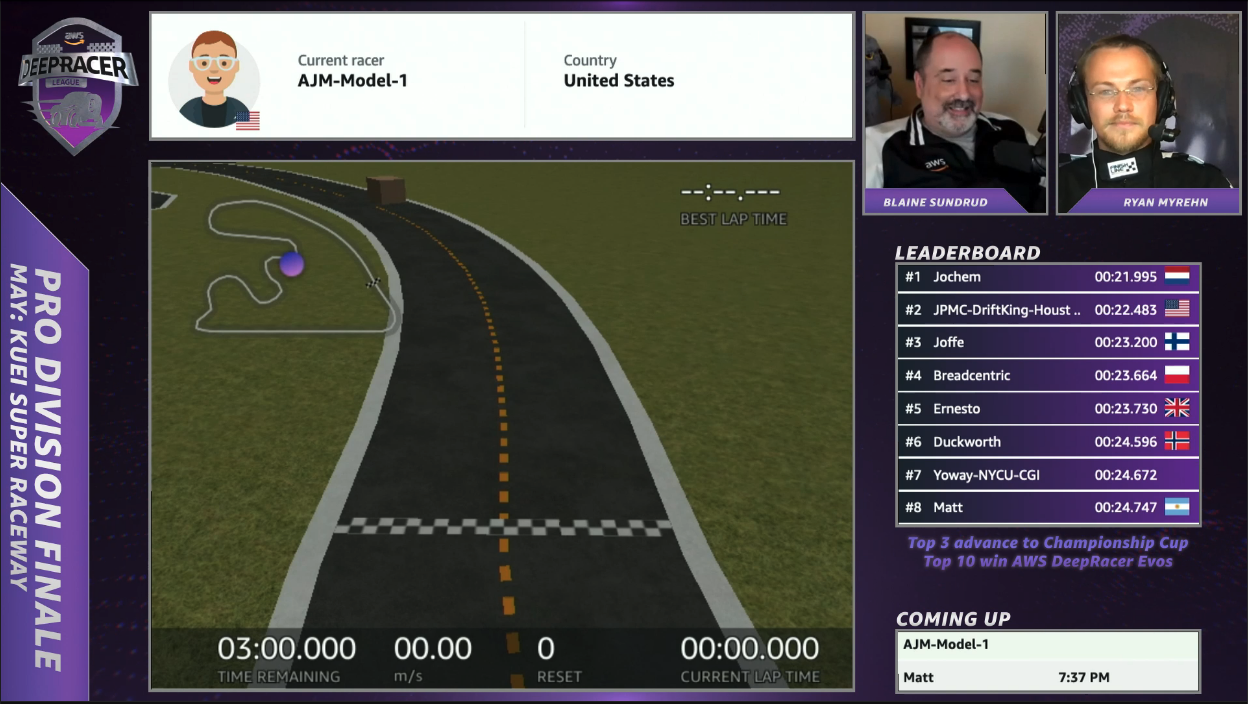 aws
DEEPRACER
LEAGUE
PRO DIVISION FINALE
MAY: KUEI SUPER RACEWAY
Current racer
AJM-Model-1
Country
United States
aws
BLAINE SUNDRUD
FINISH LINE
RYAN MYREHN
--:--.---
BEST LAP TIME
03:00.000
TIME REMAINING
00.00
m/s
0
RESET
00:00.000
CURRENT LAP TIME
LEADERBOARD
#1 Jochem 00:21.995
#2 JPMC-DriftKing-Houst .. 00:22.483
#3 Joffe 00:23.200
#4 Breadcentric 00:23.664
#5 Ernesto 00:23.730
#6 Duckworth 00:24.596
#7 Yoway-NYCU-CGI 00:24.672
#8 Matt 00:24.747
Top 3 advance to Championship Cup
Top 10 win AWS DeepRacer Evos
COMING UP
AJM-Model-1
Matt 7:37 PM